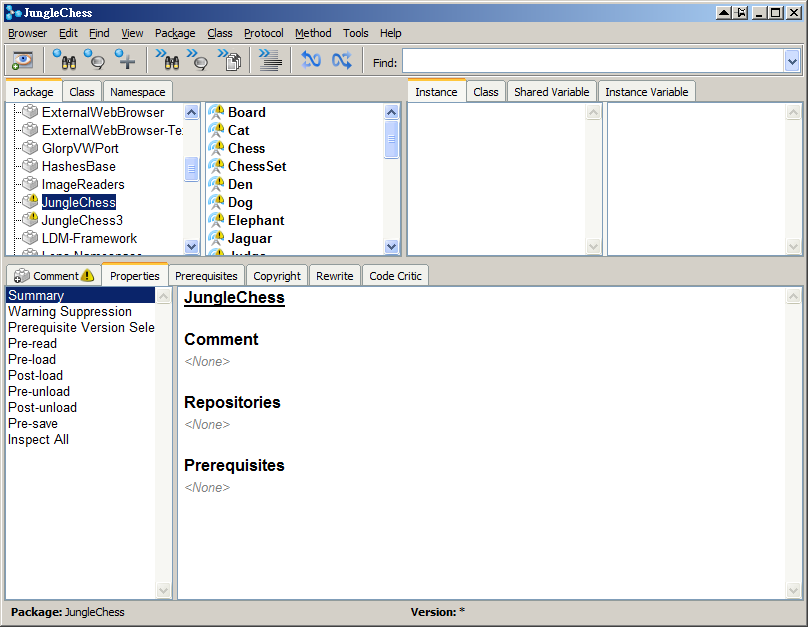 JungleChess
Browser Edit Find View Package Class Protocol Method Tools Help
Find:
Package Class Namespace
Instance Class Shared Variable Instance Variable
ExternalWebBrowser
ExternalWebBrowser-Te
GlorpVWPort
HashesBase
ImageReaders
JungleChess
JungleChess3
LDM-Framework
Board
Cat
Chess
ChessSet
Den
Dog
Elephant
Jaguar
Comment Properties Prerequisites Copyright Rewrite Code Critic
Summary
Warning Suppression
Prerequisite Version Sele
Pre-read
Pre-load
Post-load
Pre-unload
Post-unload
Pre-save
Inspect All
JungleChess
Comment
<None>
Repositories
<None>
Prerequisites
<None>
Package: JungleChess
Version: *